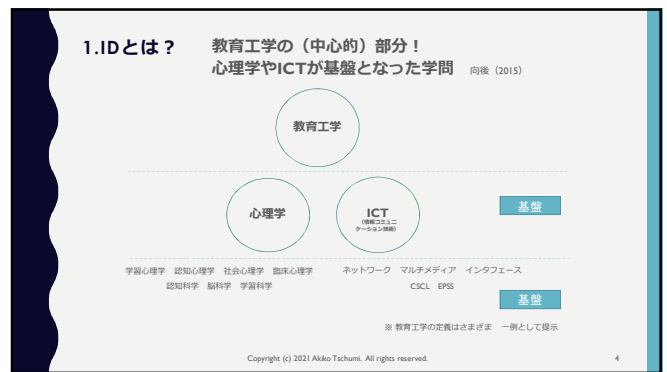 1.IDとは？
教育工学の（中心的）部分！
心理学やICTが基盤となった学問 向後（2015）
教育工学
心理学
ICT
（情報コミュニ
ケーション技術）
基盤
学習心理学 認知心理学 社会心理学 臨床心理学
認知科学 脳科学 学習科学
ネットワーク マルチメディア インタフェース
CSCL EPSS
基盤
※ 教育工学の定義はさまざま 一例として提示
Copyright (c) 2021 Akiko Tschumi. All rights reserved.
4